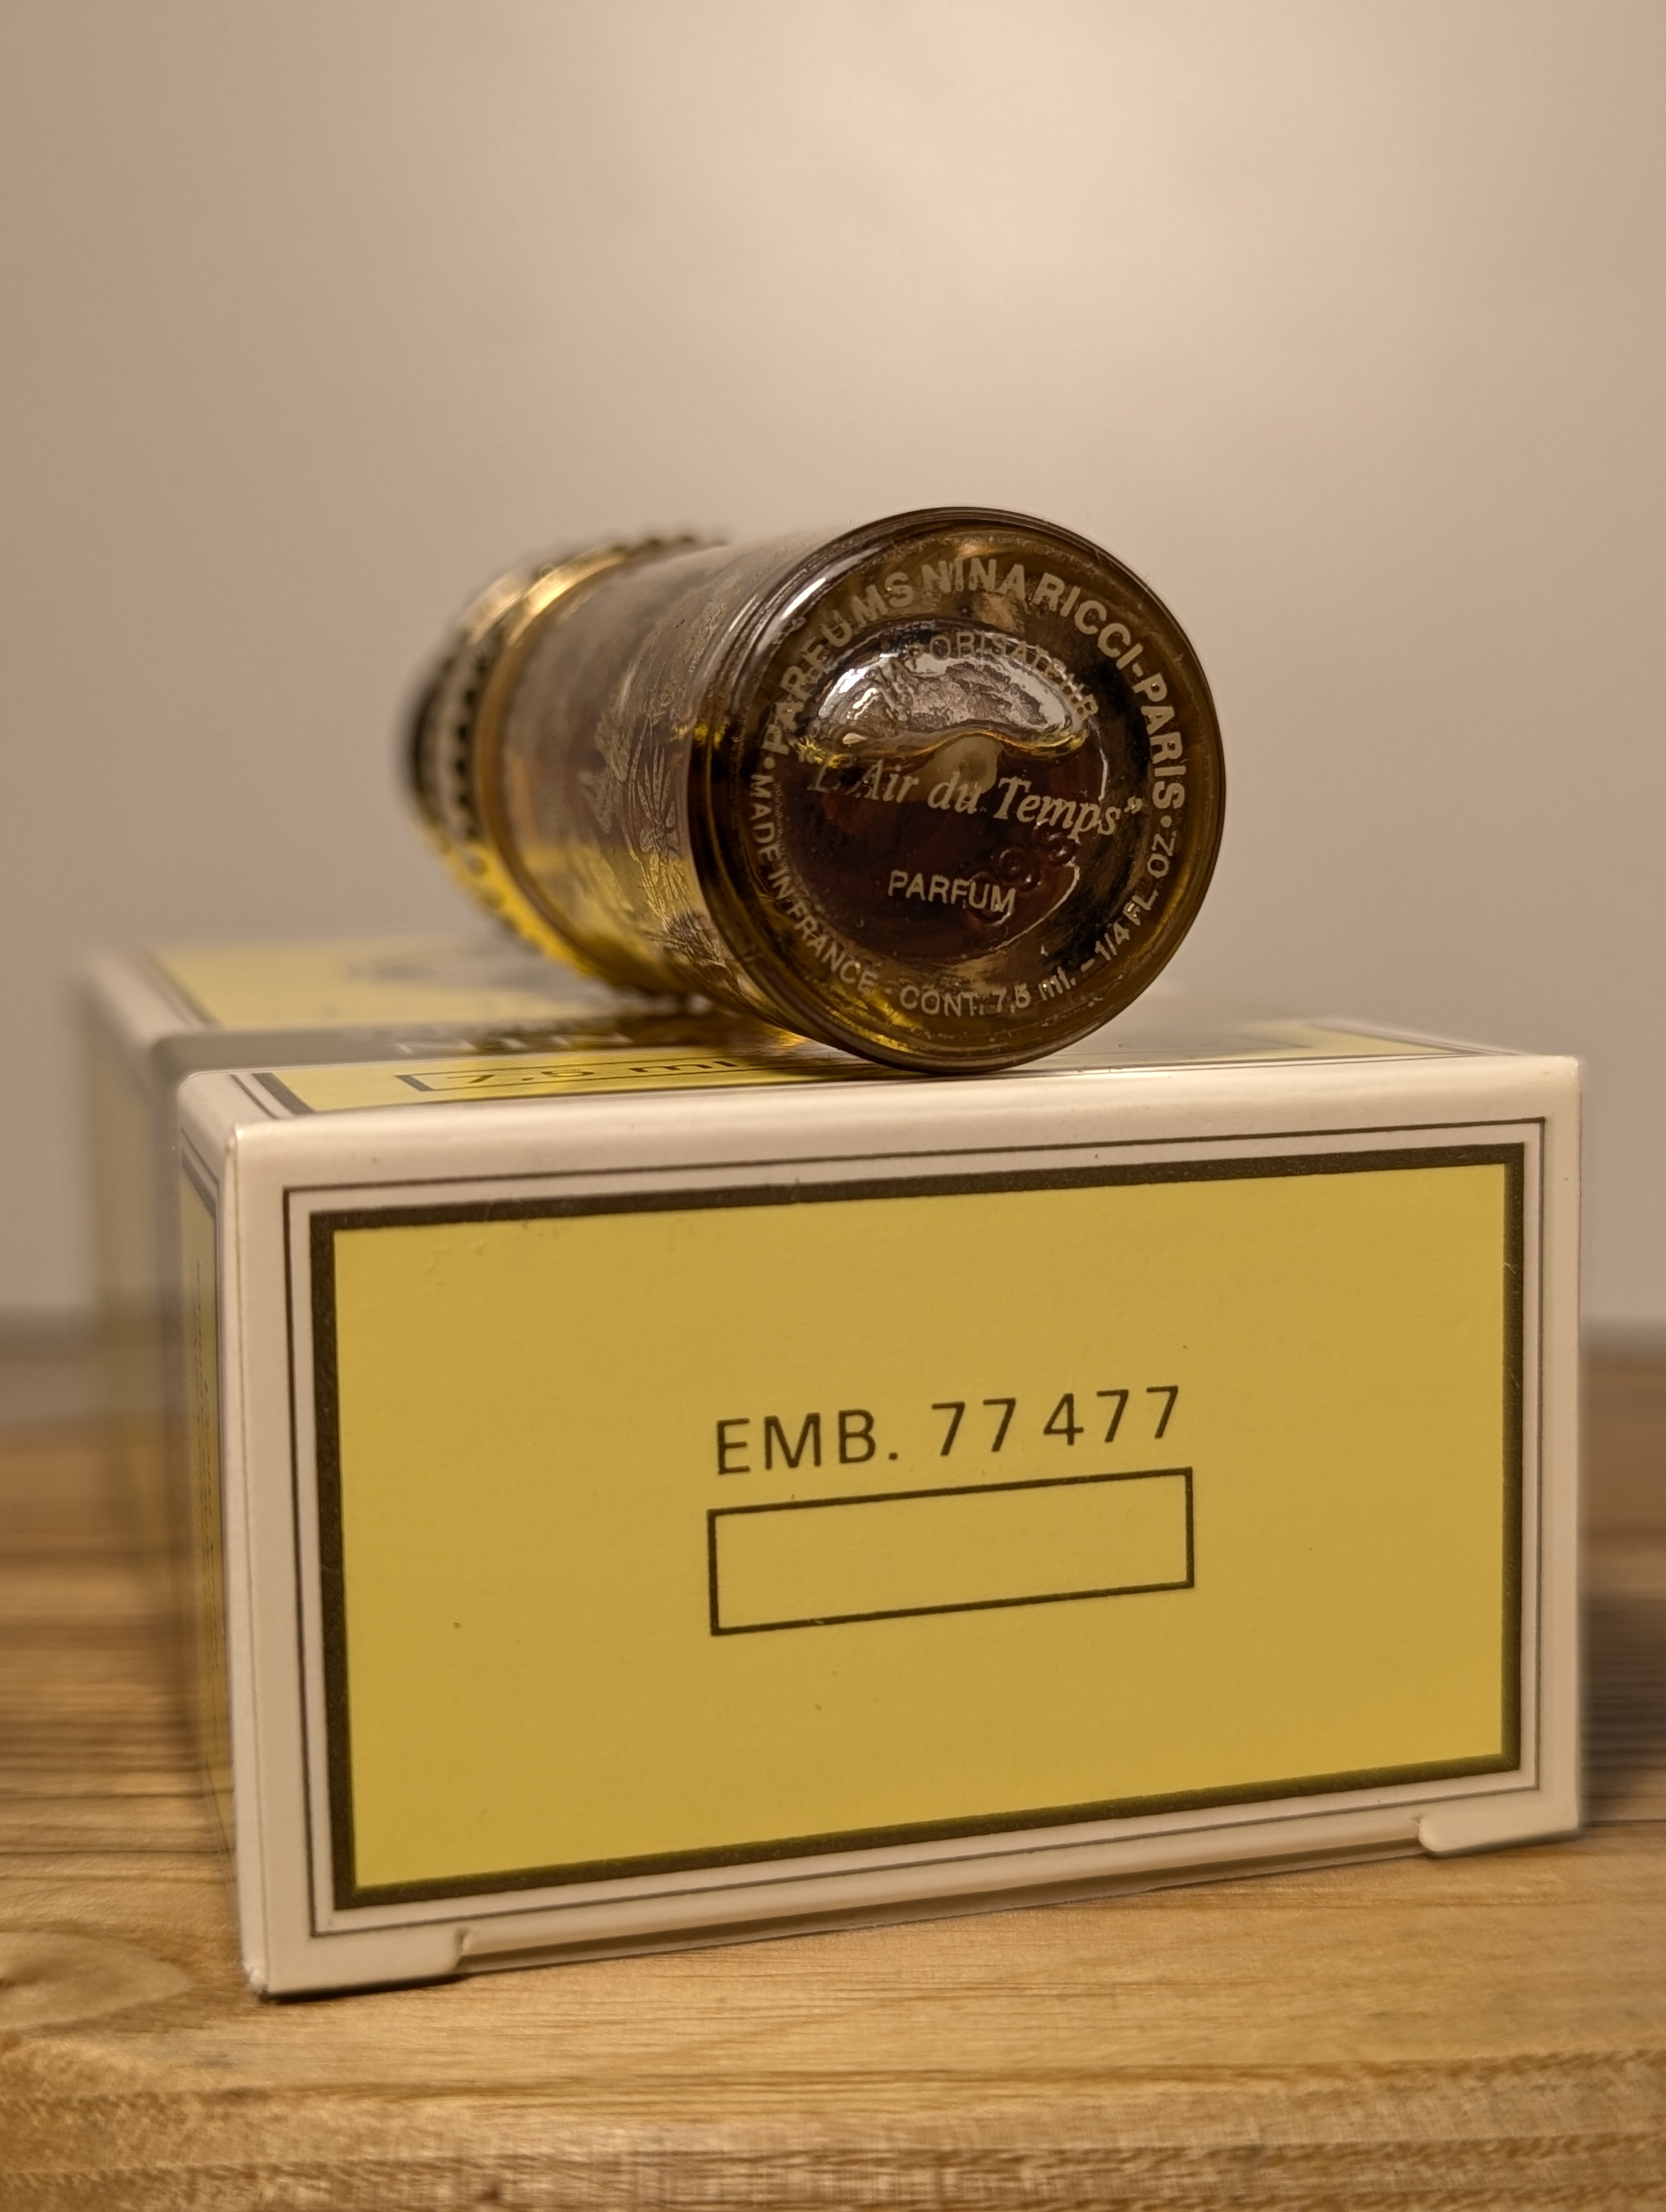 PARFUMS NINA RICCI-PARIS
VAPORISATEUR
"L'Air du Temps"
PARFUM
• MADE IN FRANCE - CONT. 7,5 ml. – 1/4 FL. OZ. •
7,5 ml
EMB. 77 477